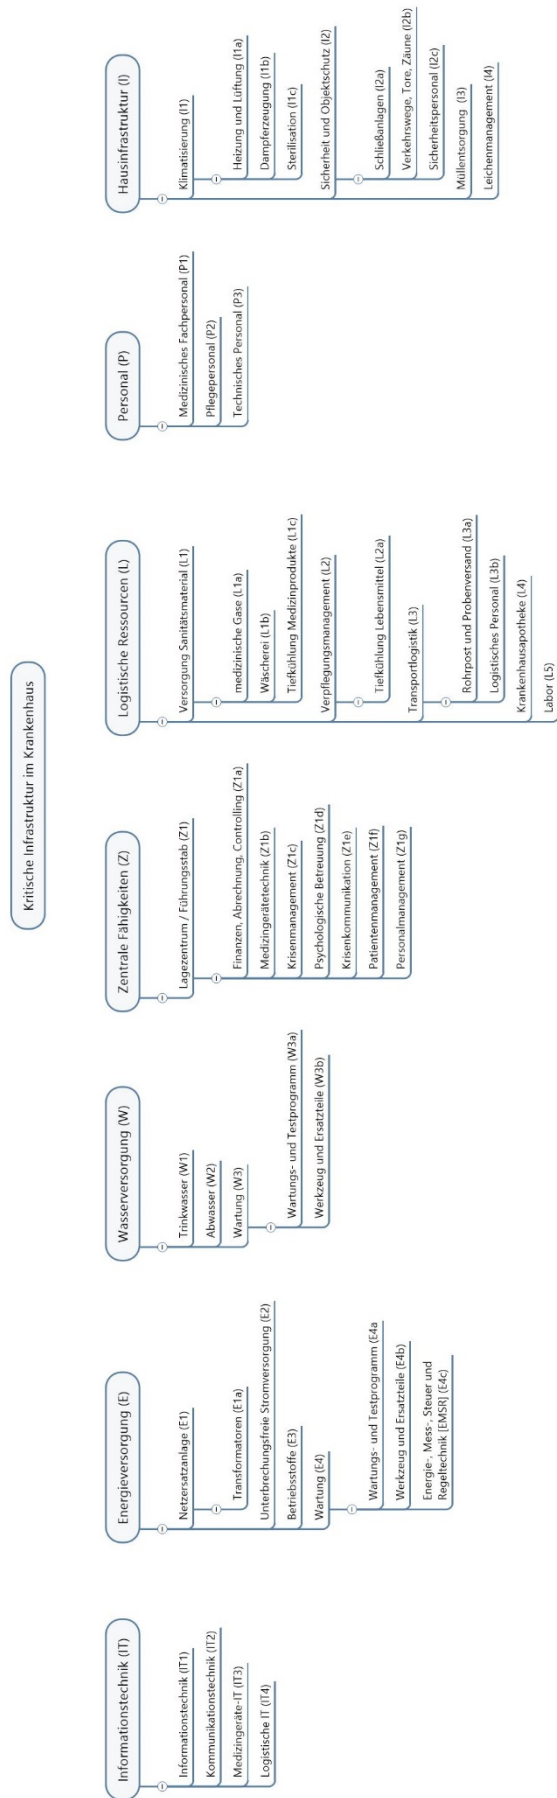 Kritische Infrastruktur im Krankenhaus
Informationstechnik (IT)
Informationstechnik (IT1)
Kommunikationstechnik (IT2)
Medizingeräte-IT (IT3)
Logistische IT (IT4)
Energieversorgung (E)
Netzersatzanlage (E1)
Transformatoren (E1a)
Unterbrechungsfreie Stromversorgung (E2)
Betriebsstoffe (E3)
Wartung (E4)
Wartungs- und Testprogramm (E4a
Werkzeug und Ersatzteile (E4b)
Energie-, Mess-, Steuer und
Regeltechnik [EMSR] (E4c)
Wasserversorgung (W)
Trinkwasser (W1)
Abwasser (W2)
Wartung (W3)
Wartungs- und Testprogramm (W3a)
Werkzeug und Ersatzteile (W3b)
Zentrale Fähigkeiten (Z)
Lagezentrum / Führungsstab (Z1)
Finanzen, Abrechnung, Controlling (Z1a)
Medizingerätetechnik (Z1b)
Krisenmanagement (Z1c)
Psychologische Betreuung (Z1d)
Krisenkommunikation (Z1e)
Patientenmanagement (Z1f)
Personalmanagement (Z1g)
Logistische Ressourcen (L)
Versorgung Sanitätsmaterial (L1)
medizinische Gase (L1a)
Wäscherei (L1b)
Tiefkühlung Medizinprodukte (L1c)
Verpflegungsmanagement (L2)
Tiefkühlung Lebensmittel (L2a)
Transportlogistik (L3)
Rohrpost und Probenversand (L3a)
Logistisches Personal (L3b)
Krankenhausapotheke (L4)
Labor (L5)
Personal (P)
Medizinisches Fachpersonal (P1)
Pflegepersonal (P2)
Technisches Personal (P3)
Hausinfrastruktur (I)
Klimatisierung (I1)
Heizung und Lüftung (I1a)
Dampferzeugung (I1b)
Sterilisation (I1c)
Sicherheit und Objektschutz (I2)
Schließanlagen (I2a)
Verkehrswege, Tore, Zäune (I2b)
Sicherheitspersonal (I2c)
Müllentsorgung (I3)
Leichenmanagement (I4)